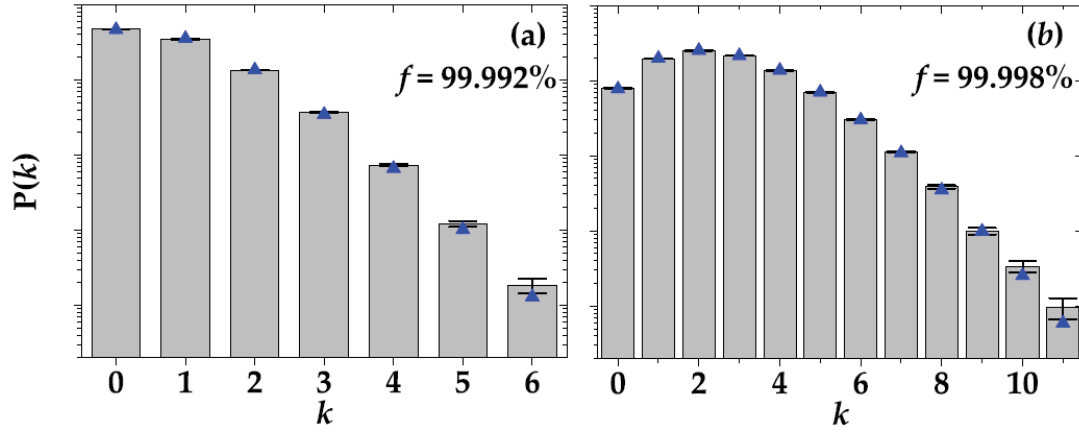 (a)
f = 99.992%
P(k)
0 1 2 3 4 5 6
k
(b)
f = 99.998%
0 2 4 6 8 10
k